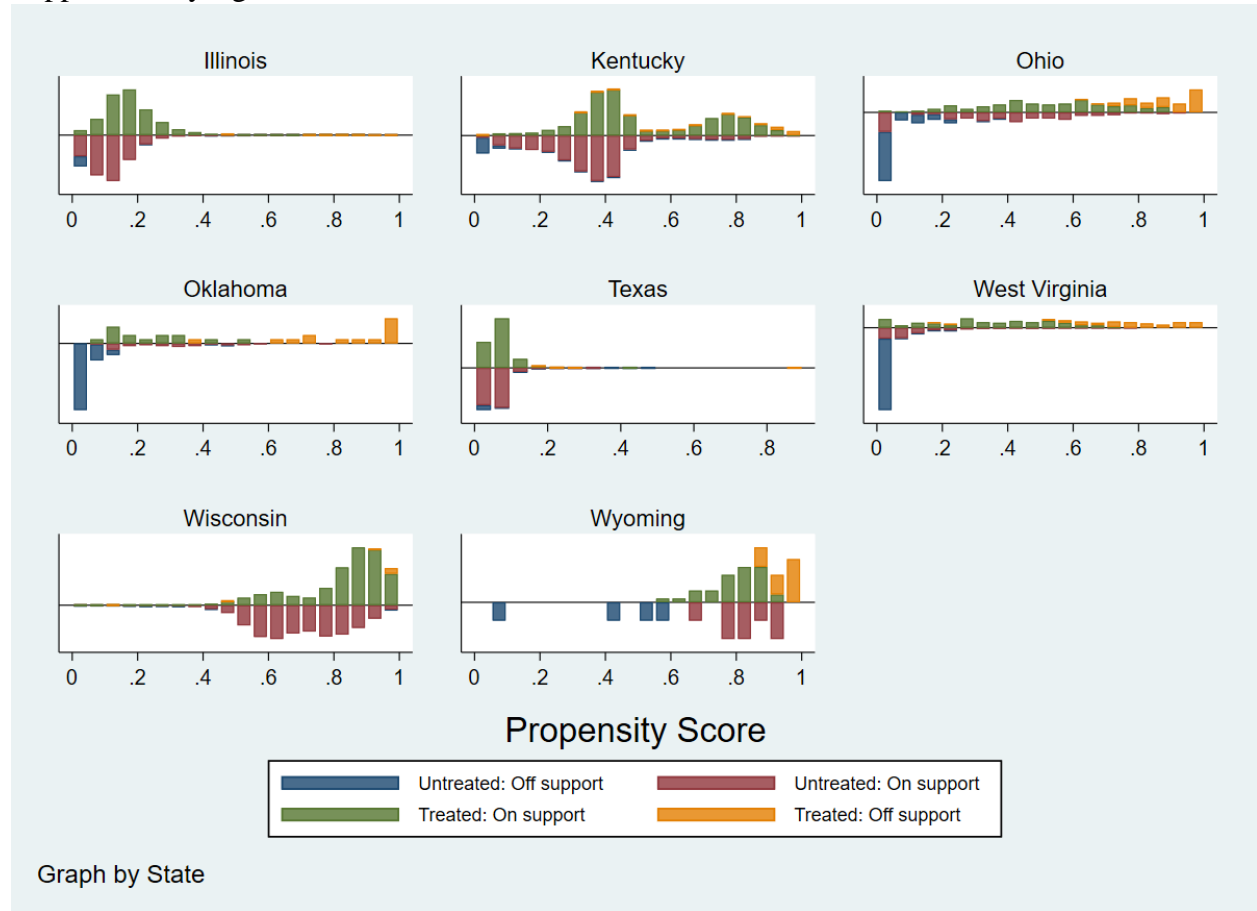 Illinois Kentucky Ohio
0 .2 .4 .6 .8 1 0 .2 .4 .6 .8 1 0 .2 .4 .6 .8 1
Oklahoma Texas West Virginia
0 .2 .4 .6 .8 1 0 .2 .4 .6 .8 0 .2 .4 .6 .8 1
Wisconsin Wyoming
0 .2 .4 .6 .8 1 0 .2 .4 .6 .8 1
Propensity Score
Untreated: Off support Untreated: On support
Treated: On support Treated: Off support
Graph by State